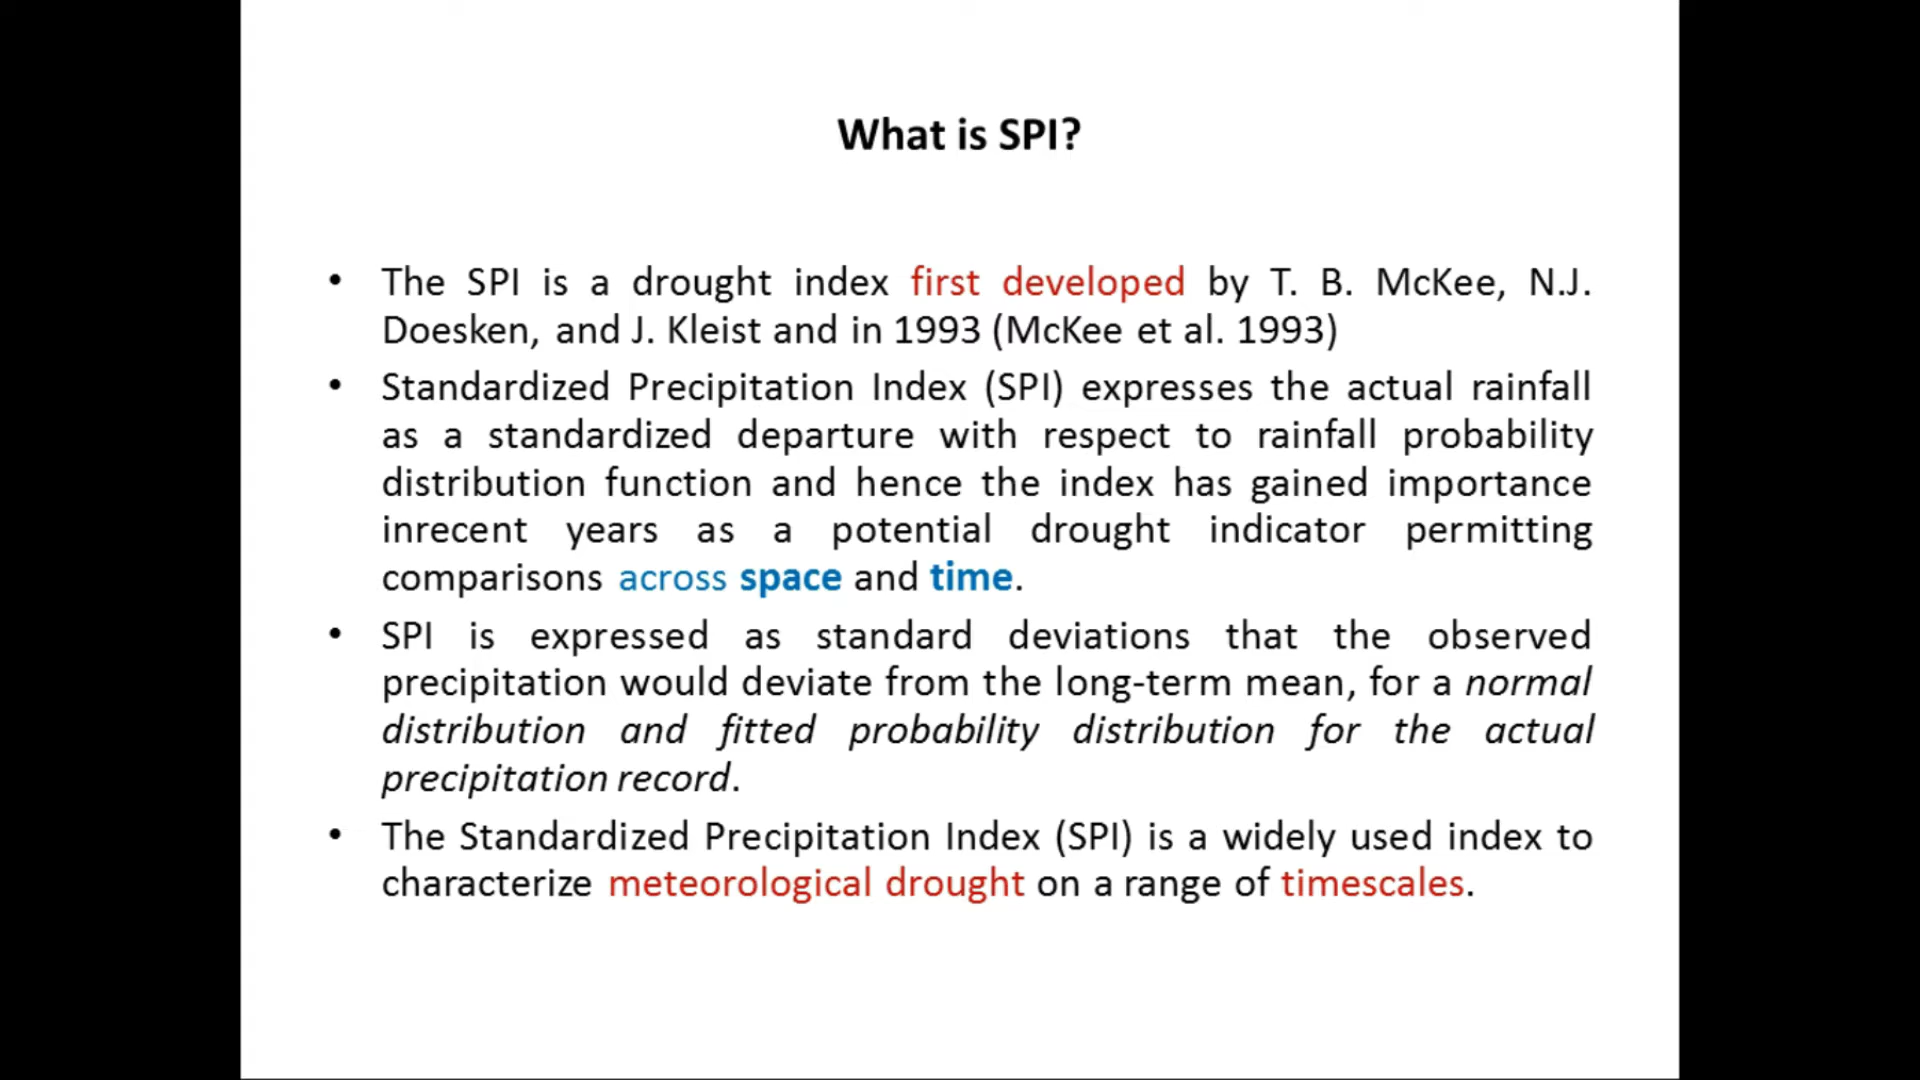 What is SPI?
• The SPI is a drought index first developed by T. B. McKee, N.J.
Doesken, and J. Kleist and in 1993 (McKee et al. 1993)
• Standardized Precipitation Index (SPI) expresses the actual rainfall
as a standardized departure with respect to rainfall probability
distribution function and hence the index has gained importance
inrecent years as a potential drought indicator permitting
comparisons across space and time.
• SPI is expressed as standard deviations that the observed
precipitation would deviate from the long-term mean, for a normal
distribution and fitted probability distribution for the actual
precipitation record.
• The Standardized Precipitation Index (SPI) is a widely used index to
characterize meteorological drought on a range of timescales.